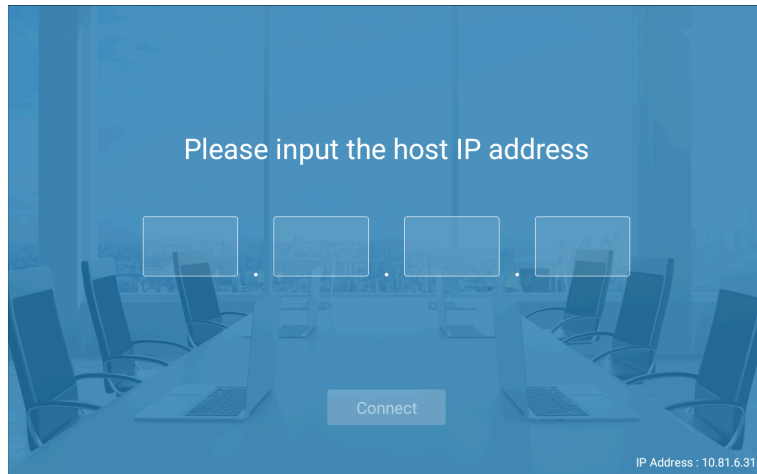 Please input the host IP address
. . .
Connect
IP Address : 10.81.6.31